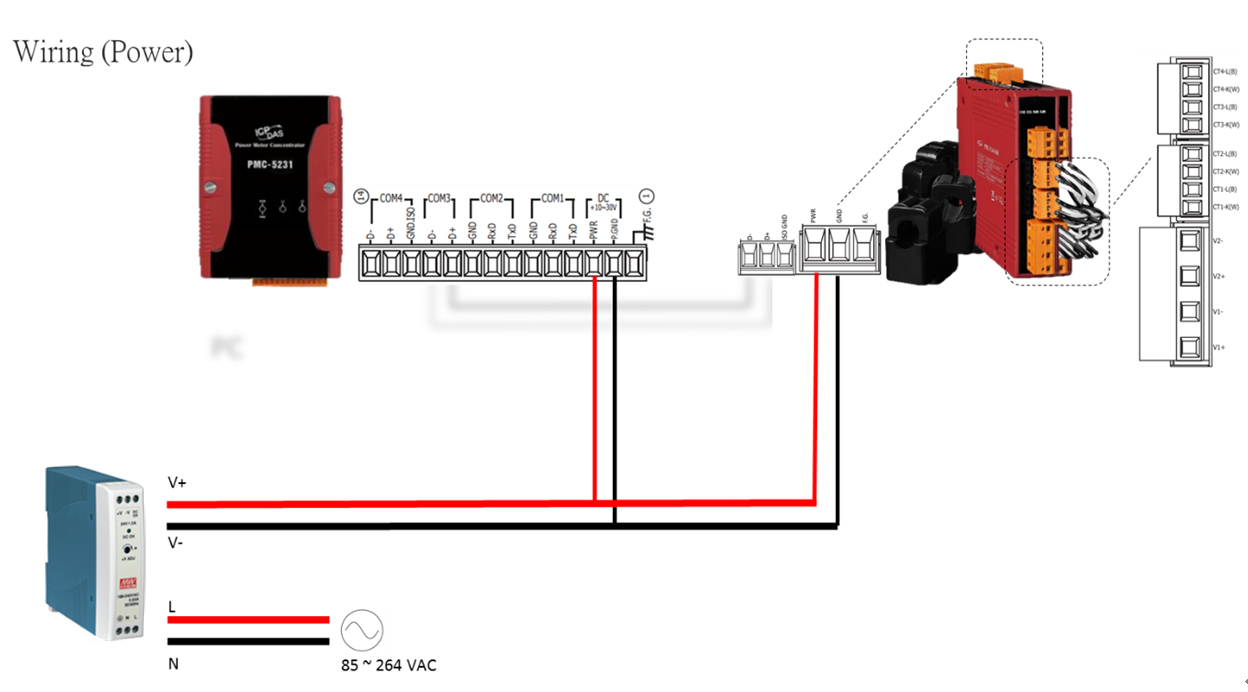 Wiring (Power)
ICP DAS
Power Meter Concentrator
PMC-5231
14
COM4
COM3
COM2
COM1
DC
+10~30V
1
D-
D+
GND.ISO
D-
D+
GND
RxD
TxD
GND
RxD
TxD
PWR
P.GND
F.G.
D-
D+
ISO GND
PWR
GND
F.G.
CT4-L(B)
CT4-K(W)
CT3-L(B)
CT3-K(W)
CT2-L(B)
CT2-K(W)
CT1-L(B)
CT1-K(W)
V2-
V2+
V1-
V1+
PC
V+
V-
MW
L
N
85 ~ 264 VAC